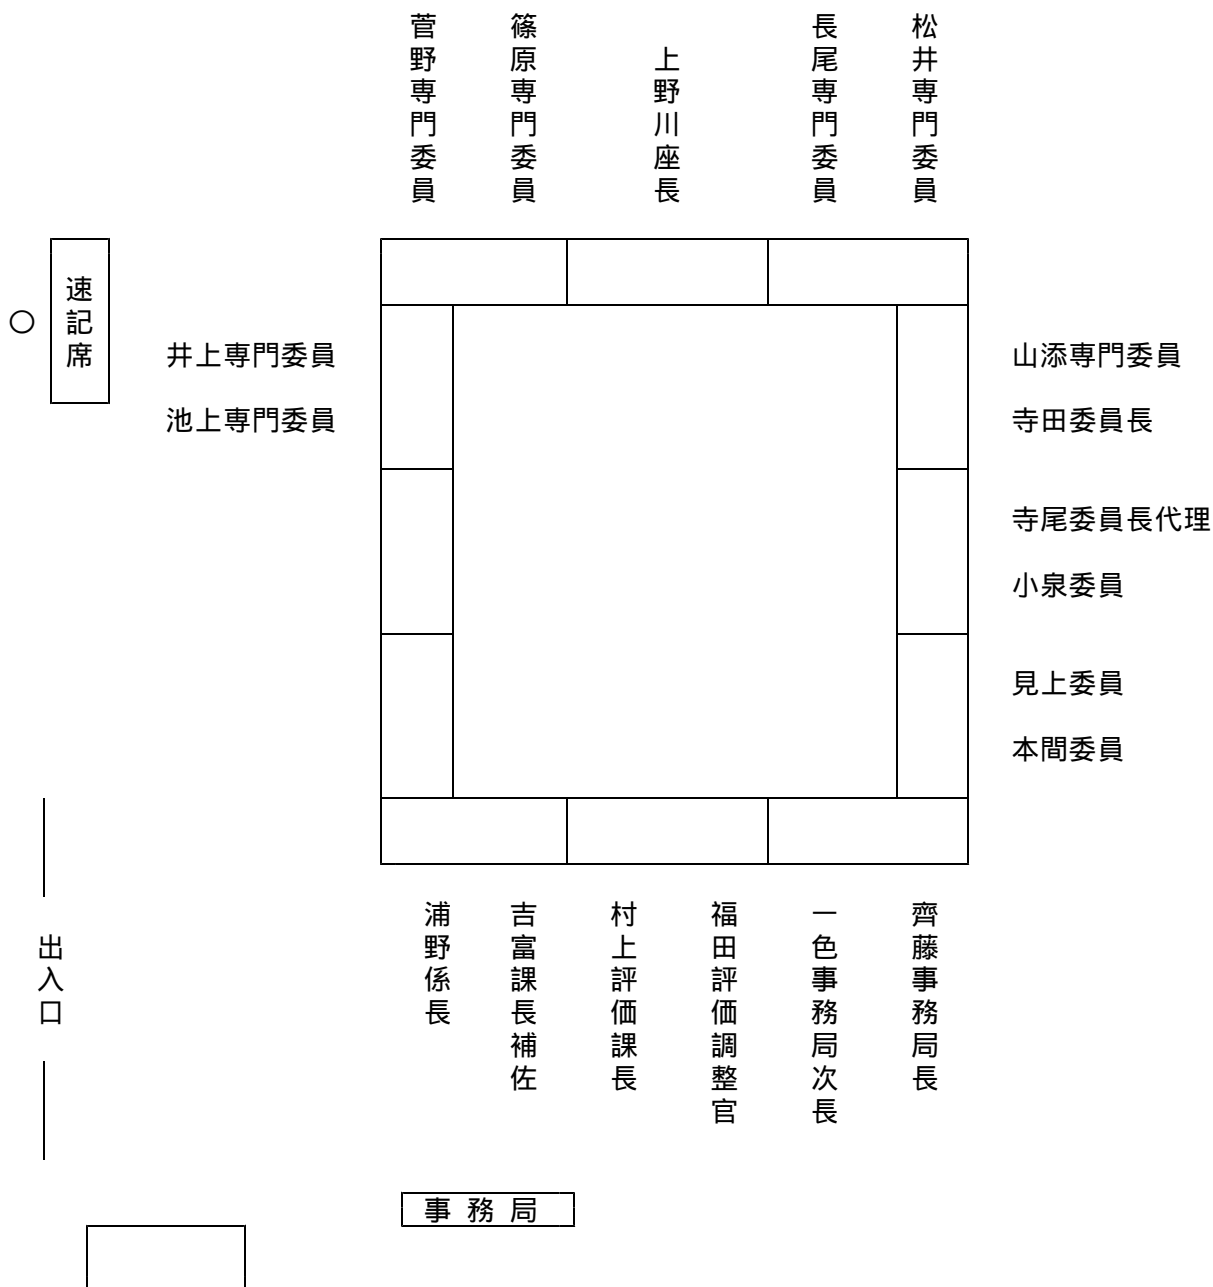 菅野専門委員
篠原専門委員
上野川座長
長尾専門委員
松井専門委員
速記席
井上専門委員
池上専門委員
山添専門委員
寺田委員長
寺尾委員長代理
小泉委員
見上委員
本間委員
出入口
浦野係長
吉富課長補佐
村上評価課長
福田評価調整官
一色事務局次長
齊藤事務局長
事務局